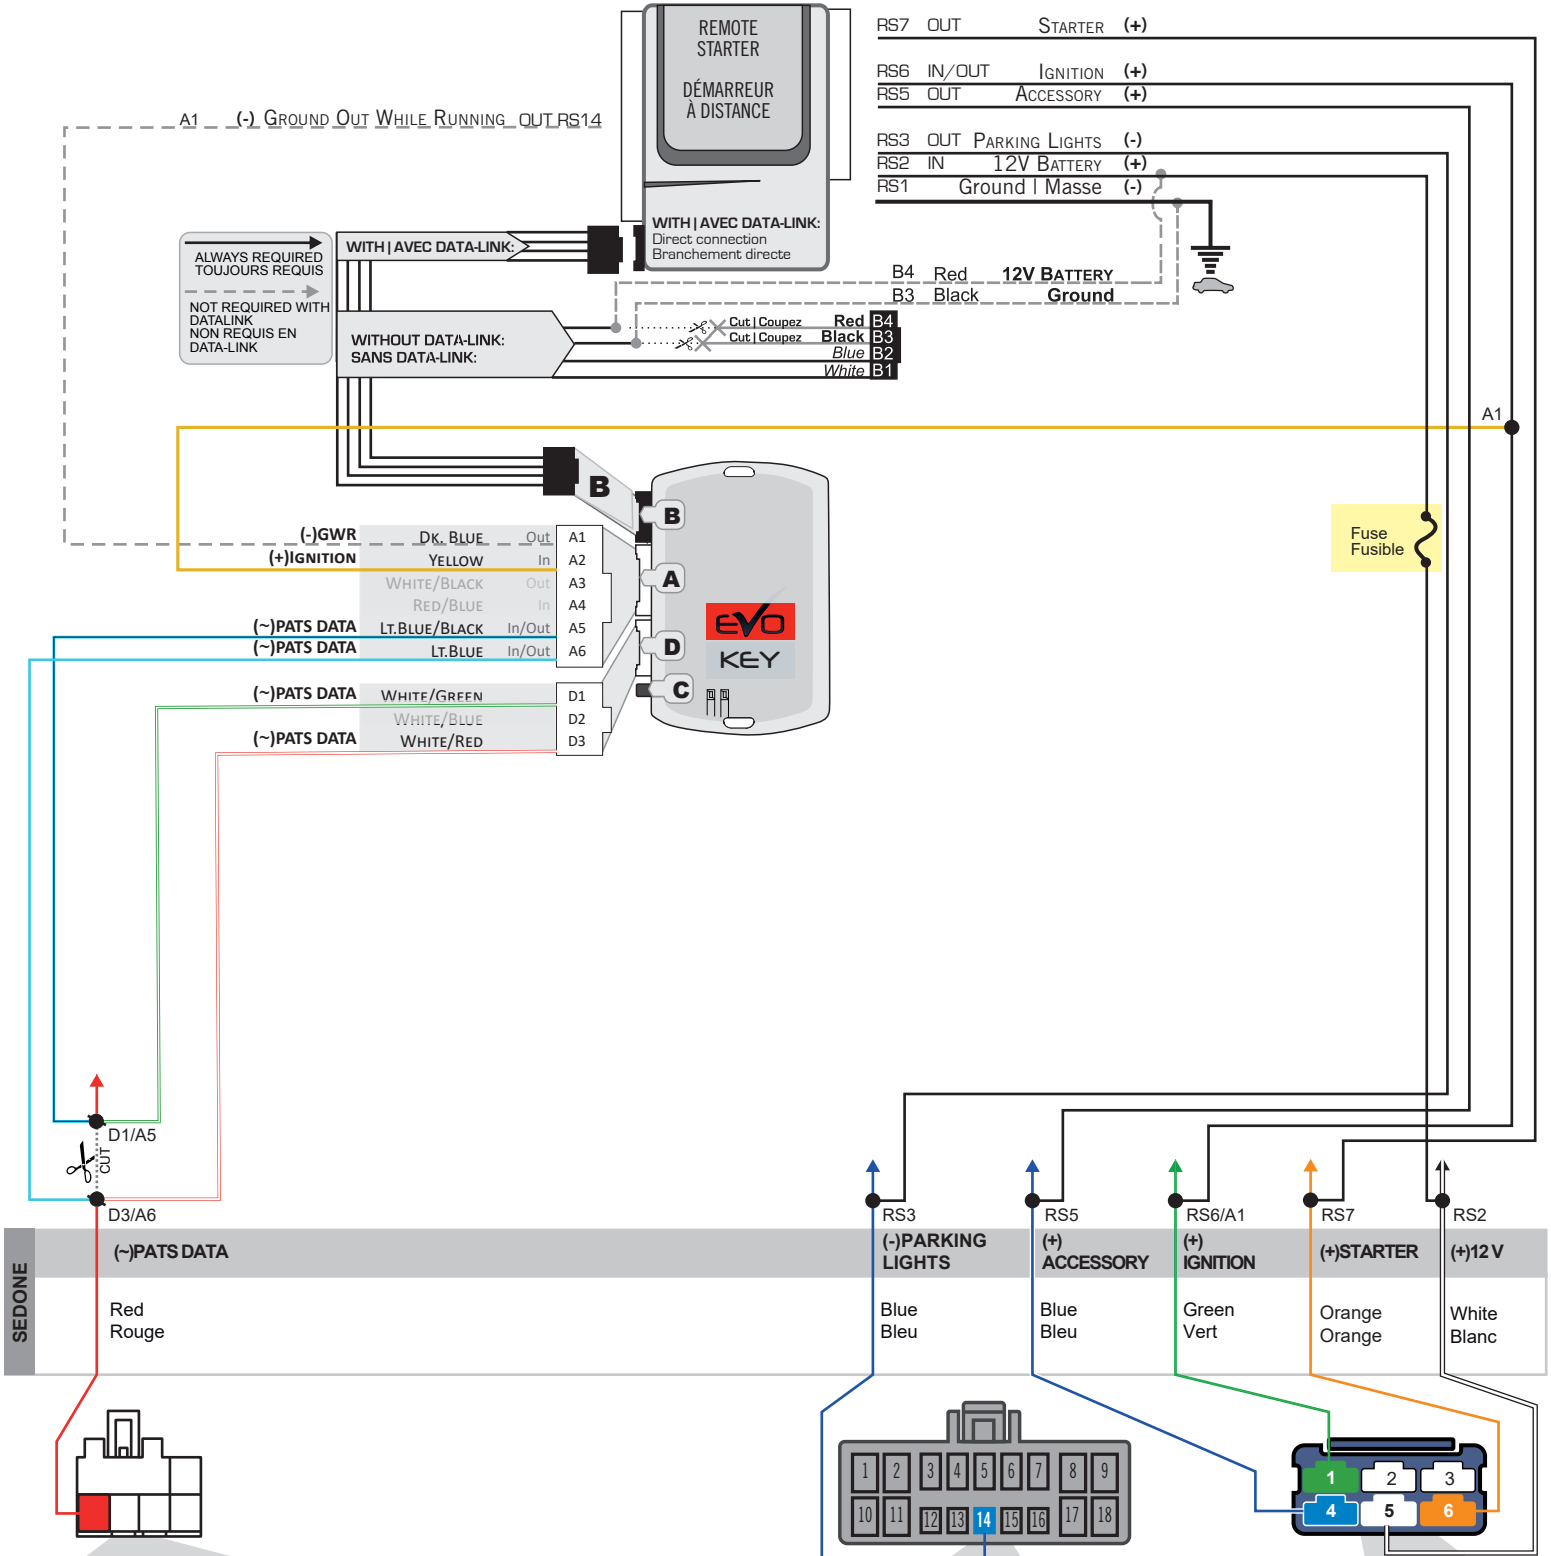 REMOTE
STARTER
DÉMARREUR
À DISTANCE
RS7 OUT STARTER (+)
RS6 IN/OUT IGNITION (+)
RS5 OUT ACCESSORY (+)
RS3 OUT PARKING LIGHTS (-)
RS2 IN 12V BATTERY (+)
RS1 Ground | Masse (-)
A1 (-) GROUND OUT WHILE RUNNING OUT RS14
WITH | AVEC DATA-LINK:
Direct connection
Branchement directe
ALWAYS REQUIRED
TOUJOURS REQUIS
NOT REQUIRED WITH
DATALINK
NON REQUIS EN
DATA-LINK
WITH | AVEC DATA-LINK:
B4 Red 12V BATTERY
B3 Black Ground
WITHOUT DATA-LINK:
SANS DATA-LINK:
Cut | Coupez Red B4
Cut | Coupez Black B3
Blue B2
White B1
A1
Fuse
Fusible
B
B
A
D
C
EVO
KEY
(-)GWR DK. BLUE Out A1
(+)IGNITION YELLOW In A2
WHITE/BLACK Out A3
RED/BLUE In A4
(~)PATS DATA LT.BLUE/BLACK In/Out A5
(~)PATS DATA LT.BLUE In/Out A6
(~)PATS DATA WHITE/GREEN D1
WHITE/BLUE D2
(~)PATS DATA WHITE/RED D3
D1/A5
CUT
D3/A6
RS3
RS5
RS6/A1
RS7
RS2
SEDONE
(~)PATS DATA
(-)PARKING
LIGHTS
(+)
ACCESSORY
(+)
IGNITION
(+)STARTER
(+)12 V
Red
Rouge
Blue
Bleu
Blue
Bleu
Green
Vert
Orange
Orange
White
Blanc
1 2 3 4 5 6 7 8 9
10 11 12 13 14 15 16 17 18
1 2 3
4 5 6